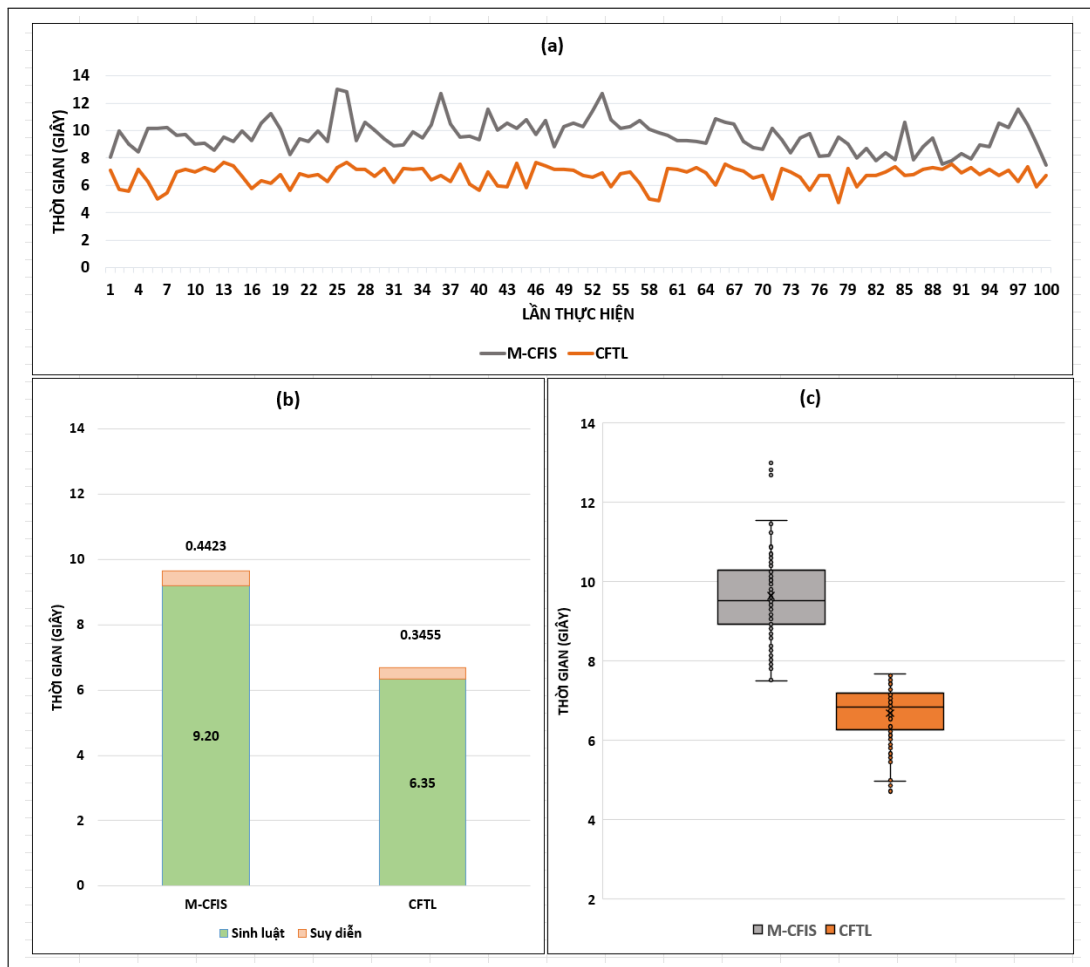 (a)
THỜI GIAN (GIÂY)
14
12
10
8
6
4
2
0
1 4 7 10 13 16 19 22 25 28 31 34 37 40 43 46 49 52 55 58 61 64 67 70 73 76 79 82 85 88 91 94 97 100
LẦN THỰC HIỆN
M-CFIS CFTL
(b)
THỜI GIAN (GIÂY)
14
12
10
8
6
4
2
0
0.4423
9.20
0.3455
6.35
M-CFIS CFTL
Sinh luật Suy diễn
(c)
THỜI GIAN (GIÂY)
14
12
10
8
6
4
2
M-CFIS CFTL